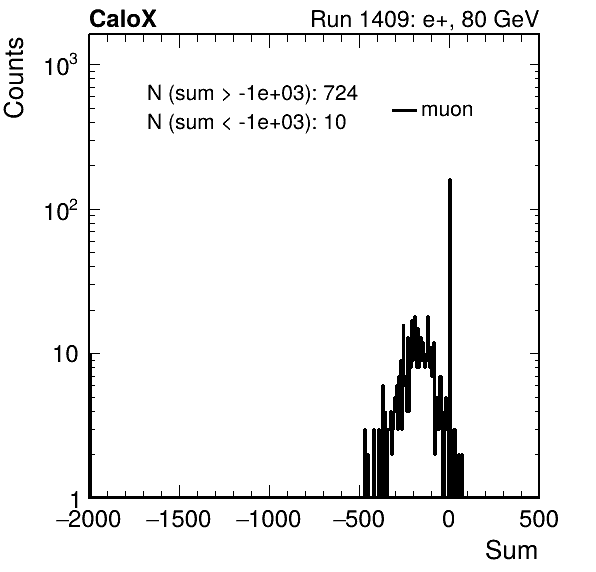 CaloX Run 1409: e+, 80 GeV
Counts
10³
N (sum > -1e+03): 724
muon
N (sum < -1e+03): 10
10²
10
1
−2000 −1500 −1000 −500 0 500
Sum